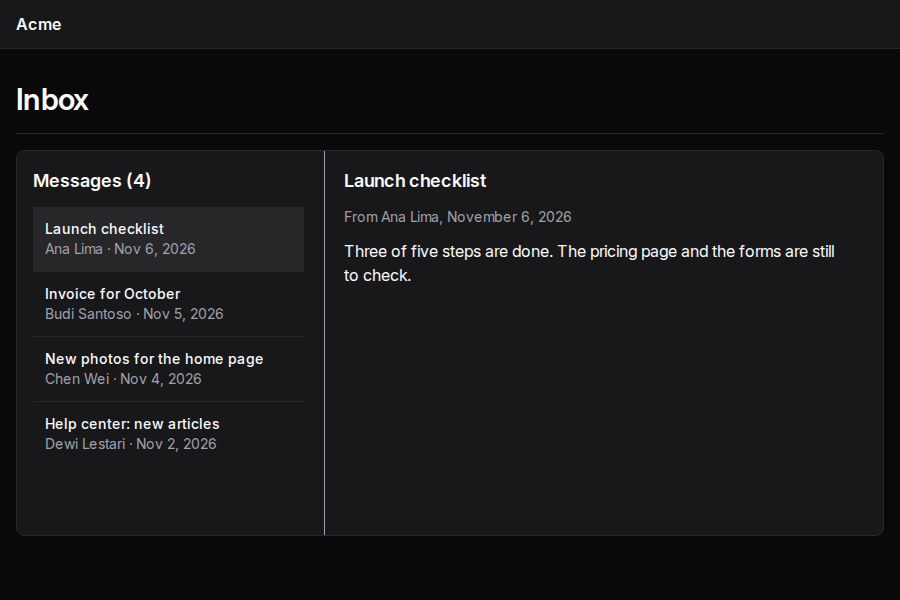 Acme
Inbox
Messages (4)
Launch checklist
Ana Lima · Nov 6, 2026
Invoice for October
Budi Santoso · Nov 5, 2026
New photos for the home page
Chen Wei · Nov 4, 2026
Help center: new articles
Dewi Lestari · Nov 2, 2026
Launch checklist
From Ana Lima, November 6, 2026
Three of five steps are done. The pricing page and the forms are still
to check.